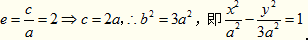 e = c/a = 2 ⇒ c = 2a, ∴ b² = 3a², 即 x²/a² − y²/3a² = 1.